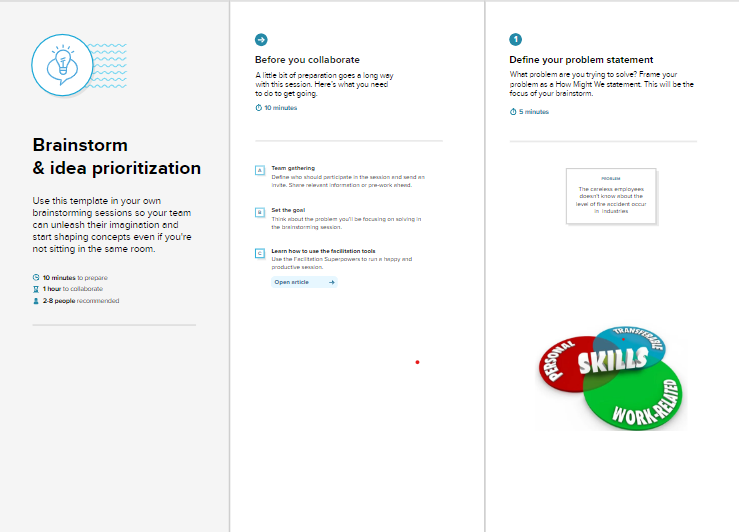 Brainstorm
& idea prioritization
Use this template in your own
brainstorming sessions so your team
can unleash their imagination and
start shaping concepts even if you're
not sitting in the same room.
10 minutes to prepare
1 hour to collaborate
2-8 people recommended
Before you collaborate
A little bit of preparation goes a long way
with this session. Here's what you need
to do to get going.
10 minutes
A
Team gathering
Define who should participate in the session and send an
invite. Share relevant information or pre-work ahead.
B
Set the goal
Think about the problem you'll be focusing on solving in
the brainstorming session.
C
Learn how to use the facilitation tools
Use the Facilitation Superpowers to run a happy and
productive session.
Open article
1
Define your problem statement
What problem are you trying to solve? Frame your
problem as a How Might We statement. This will be the
focus of your brainstorm.
5 minutes
PROBLEM
The careless employees
doesn't know about the
level of fire accident occur
in industries
PERSONAL
TRANSFERABLE
SKILLS
WORK-RELATED